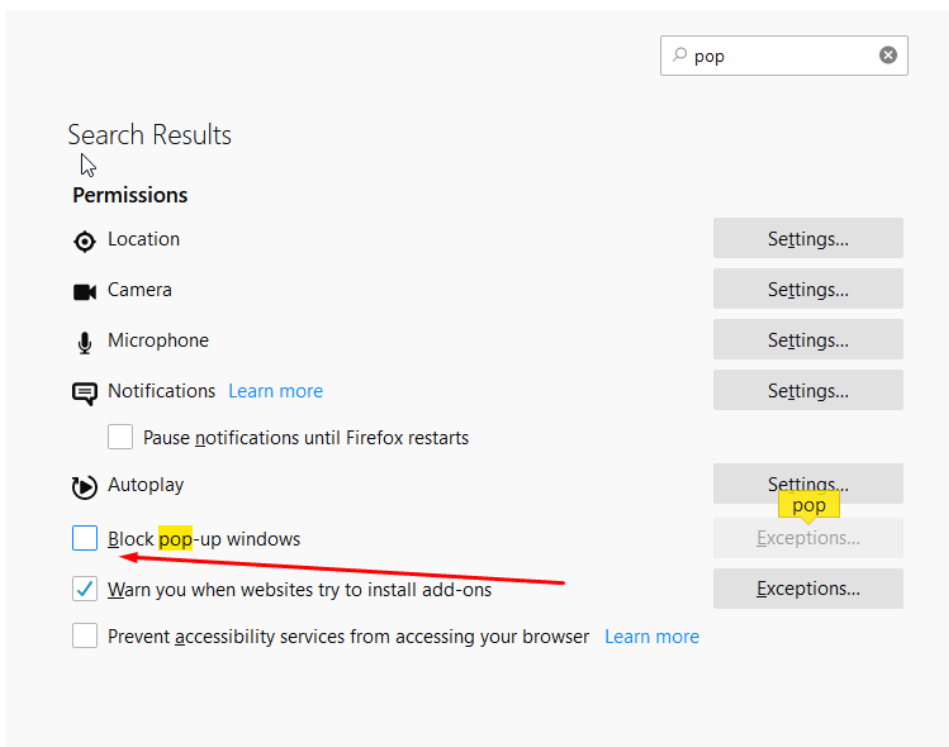 pop
Search Results
Permissions
Location Settings...
Camera Settings...
Microphone Settings...
Notifications Learn more Settings...
Pause notifications until Firefox restarts
Autoplay Settings...
pop
Block pop-up windows Exceptions...
Warn you when websites try to install add-ons Exceptions...
Prevent accessibility services from accessing your browser Learn more